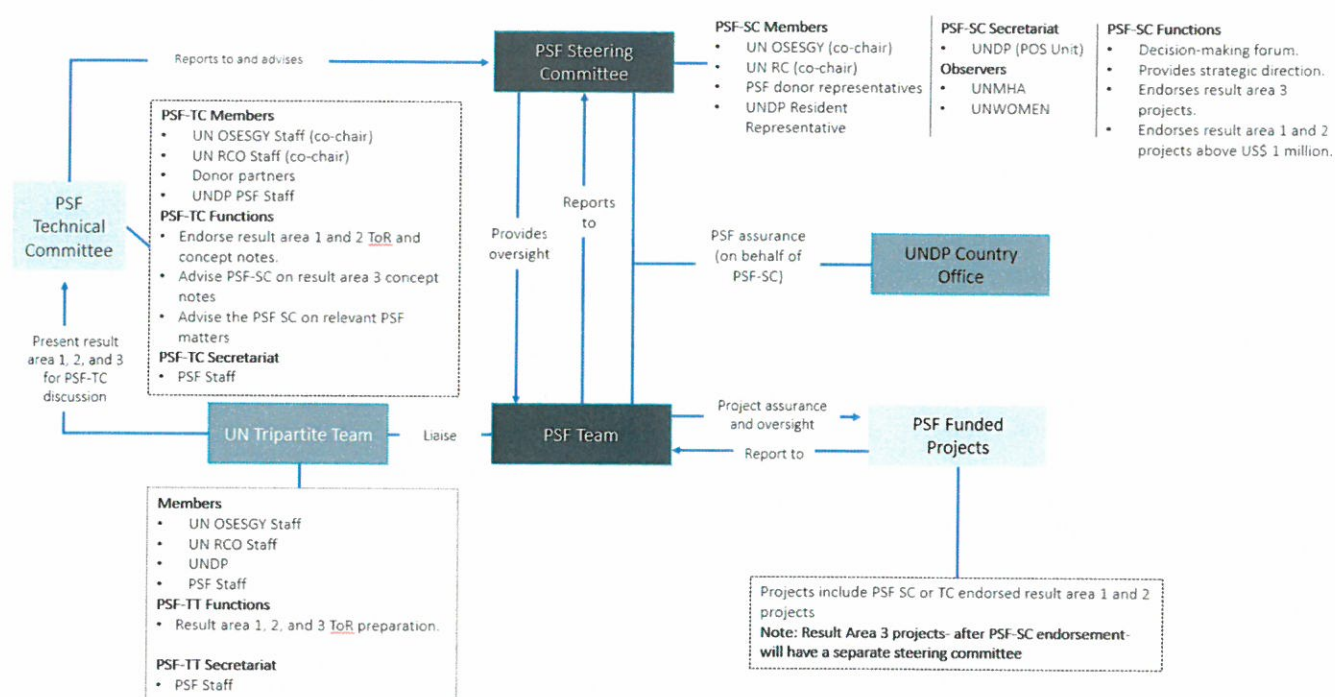 PSF Steering
Committee
PSF-SC Members
• UN OSESGY (co-chair)
• UN RC (co-chair)
• PSF donor representatives
• UNDP Resident
Representative
PSF-SC Secretariat
• UNDP (POS Unit)
Observers
• UNMHA
• UNWOMEN
PSF-SC Functions
• Decision-making forum.
• Provides strategic direction.
• Endorses result area 3
projects.
• Endorses result area 1 and 2
projects above US$ 1 million.
Reports to and advises
PSF-TC Members
• UN OSESGY Staff (co-chair)
• UN RCO Staff (co-chair)
• Donor partners
• UNDP PSF Staff
PSF-TC Functions
• Endorse result area 1 and 2 ToR and
concept notes.
• Advise PSF-SC on result area 3 concept
notes
• Advise the PSF SC on relevant PSF
matters
PSF-TC Secretariat
• PSF Staff
PSF
Technical
Committee
Provides
oversight
Reports
to
PSF assurance
(on behalf of
PSF-SC)
UNDP Country
Office
Present result
area 1, 2, and 3
for PSF-TC
discussion
UN Tripartite Team
Liaise
PSF Team
Project assurance
and oversight
Report to
PSF Funded
Projects
Members
• UN OSESGY Staff
• UN RCO Staff
• UNDP
• PSF Staff
PSF-TT Functions
• Result area 1, 2, and 3 ToR preparation.
PSF-TT Secretariat
• PSF Staff
Projects include PSF SC or TC endorsed result area 1 and 2
projects
Note: Result Area 3 projects- after PSF-SC endorsement-
will have a separate steering committee